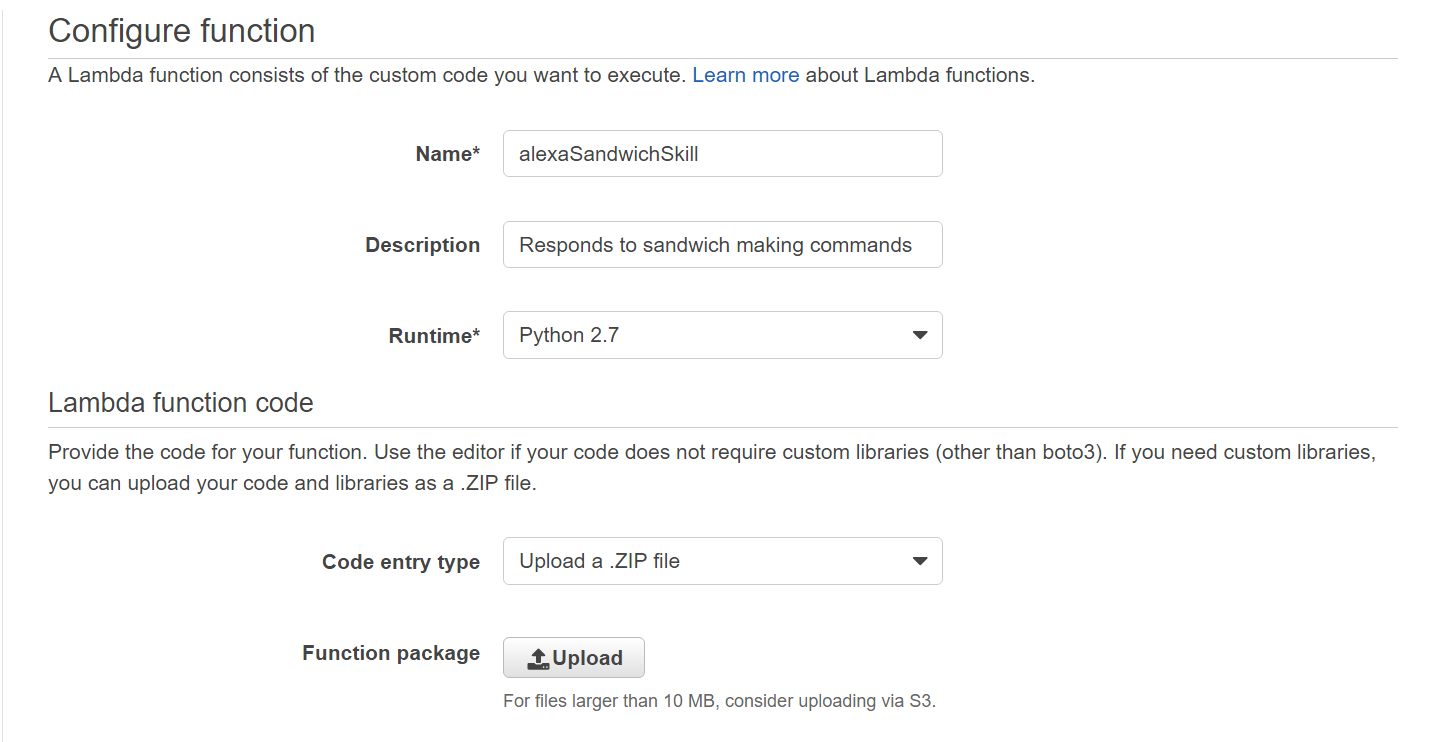 Configure function
A Lambda function consists of the custom code you want to execute. Learn more about Lambda functions.
Name* alexaSandwichSkill
Description Responds to sandwich making commands
Runtime* Python 2.7
Lambda function code
Provide the code for your function. Use the editor if your code does not require custom libraries (other than boto3). If you need custom libraries,
you can upload your code and libraries as a .ZIP file.
Code entry type Upload a .ZIP file
Function package Upload
For files larger than 10 MB, consider uploading via S3.